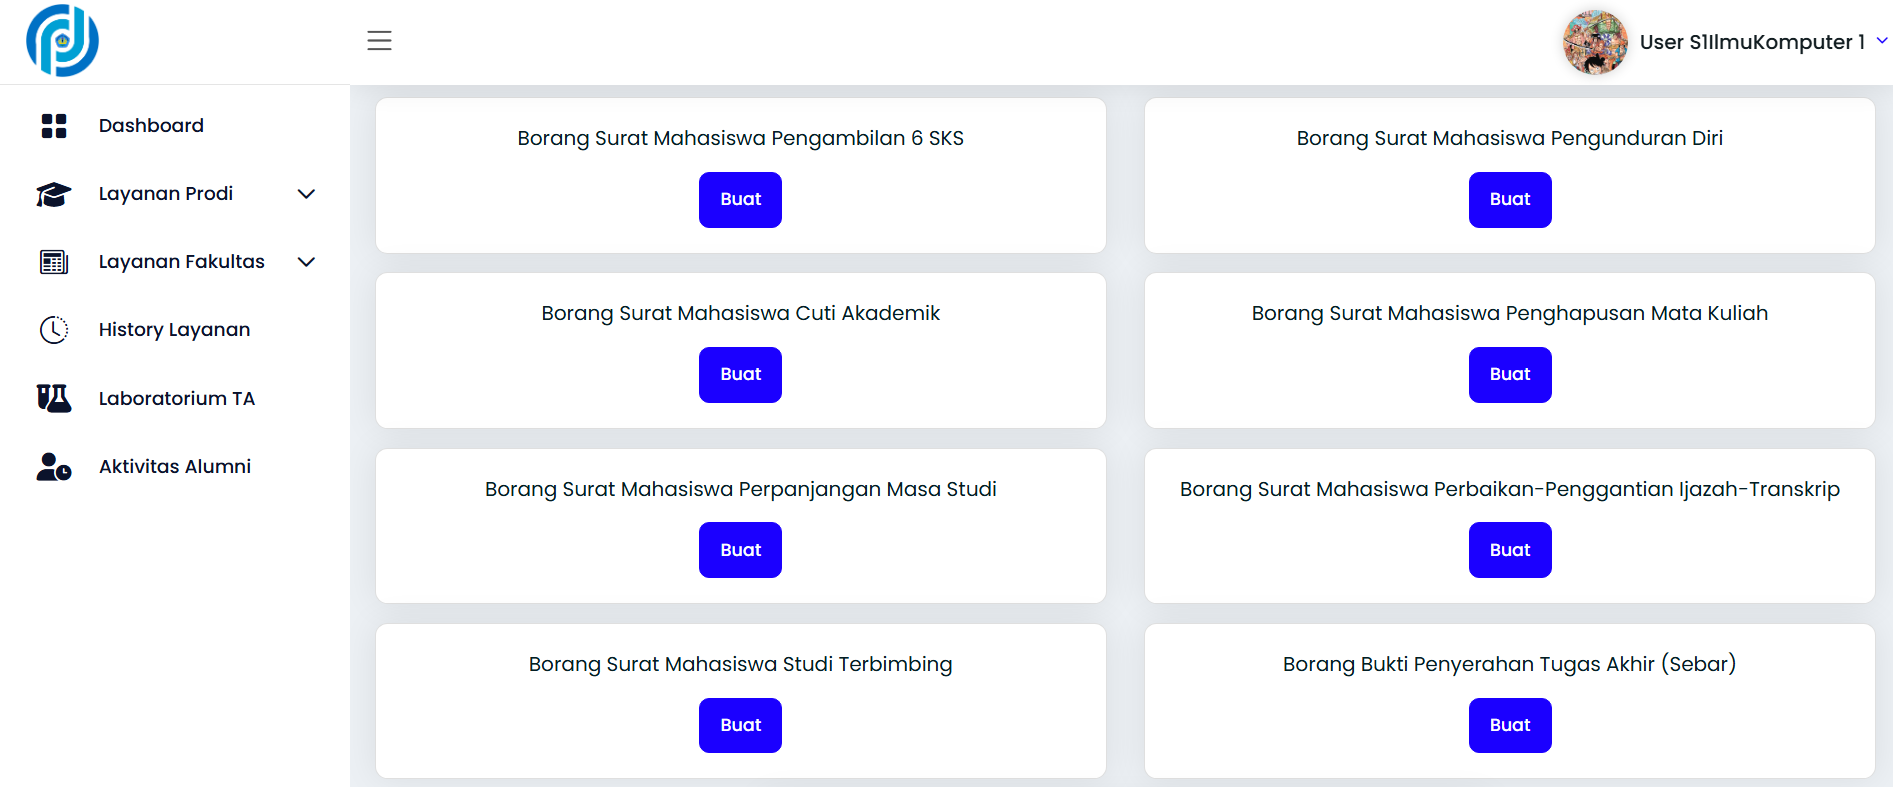 User S1IlmuKomputer 1
Dashboard
Layanan Prodi
Layanan Fakultas
History Layanan
Laboratorium TA
Aktivitas Alumni
Borang Surat Mahasiswa Pengambilan 6 SKS
Buat
Borang Surat Mahasiswa Pengunduran Diri
Buat
Borang Surat Mahasiswa Cuti Akademik
Buat
Borang Surat Mahasiswa Penghapusan Mata Kuliah
Buat
Borang Surat Mahasiswa Perpanjangan Masa Studi
Buat
Borang Surat Mahasiswa Perbaikan-Penggantian Ijazah-Transkrip
Buat
Borang Surat Mahasiswa Studi Terbimbing
Buat
Borang Bukti Penyerahan Tugas Akhir (Sebar)
Buat